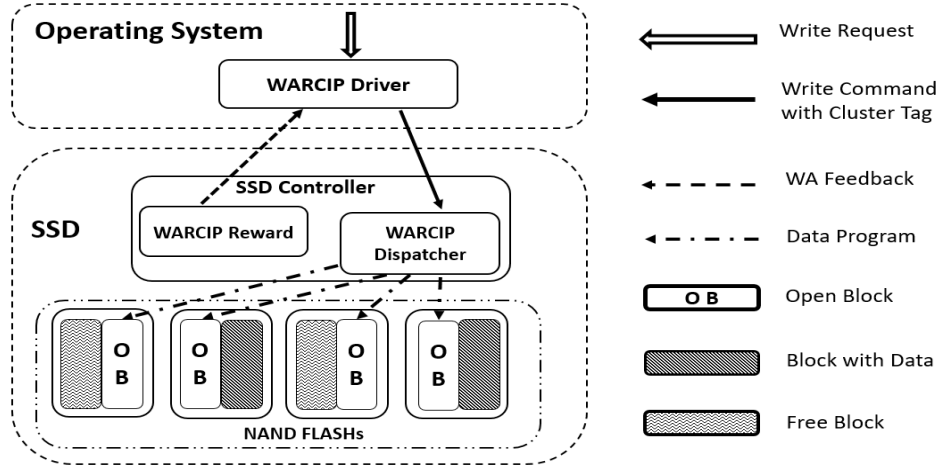 Operating System
WARCIP Driver
SSD Controller
SSD
WARCIP Reward
WARCIP
Dispatcher
O
B
O
B
O
B
O
B
NAND FLASHs
Write Request
Write Command
with Cluster Tag
WA Feedback
Data Program
O B
Open Block
Block with Data
Free Block